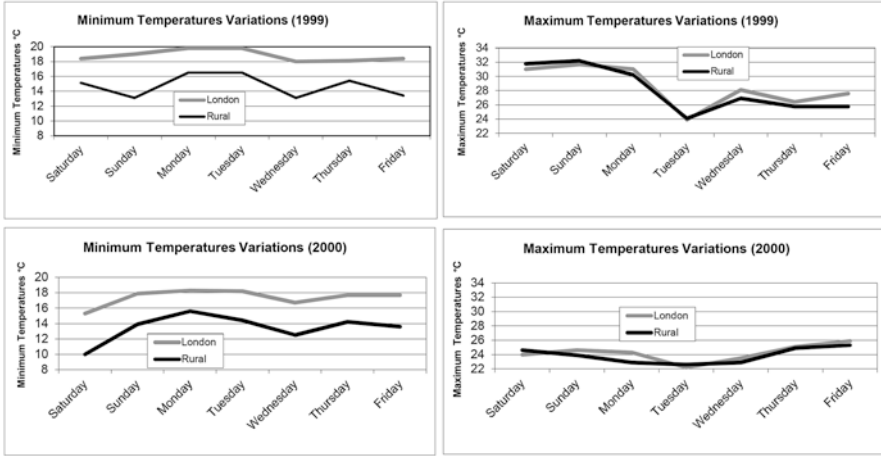 Minimum Temperatures Variations (1999)
Minimum Temperatures °C
20
18
16
14
12
10
8
London
Rural
Saturday
Sunday
Monday
Tuesday
Wednesday
Thursday
Friday
Maximum Temperatures Variations (1999)
Maximum Temperatures °C
34
32
30
28
26
24
22
London
Rural
Saturday
Sunday
Monday
Tuesday
Wednesday
Thursday
Friday
Minimum Temperatures Variations (2000)
Minimum Temperatures °C
20
18
16
14
12
10
8
London
Rural
Saturday
Sunday
Monday
Tuesday
Wednesday
Thursday
Friday
Maximum Temperatures Variations (2000)
Maximum Temperatures °C
34
32
30
28
26
24
22
London
Rural
Saturday
Sunday
Monday
Tuesday
Wednesday
Thursday
Friday